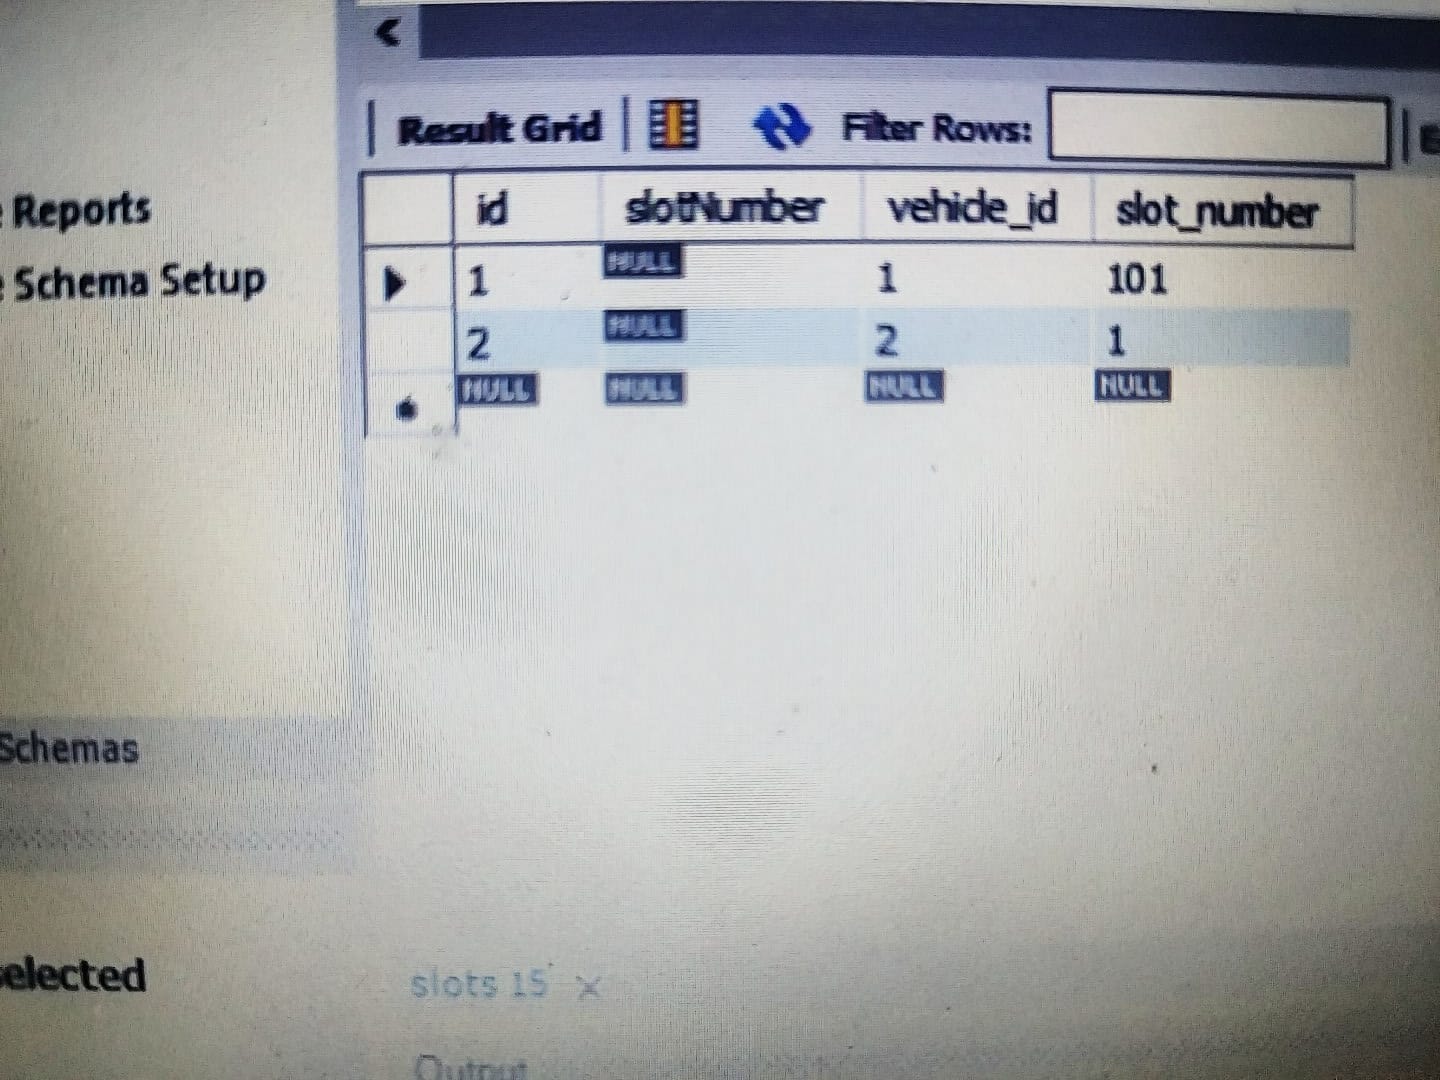 Result Grid Filter Rows:
Reports
Schema Setup
id slotNumber vehicle_id slot_number
1 NULL 1 101
2 NULL 2 1
NULL NULL NULL NULL
Schemas
elected
slots 15
Output